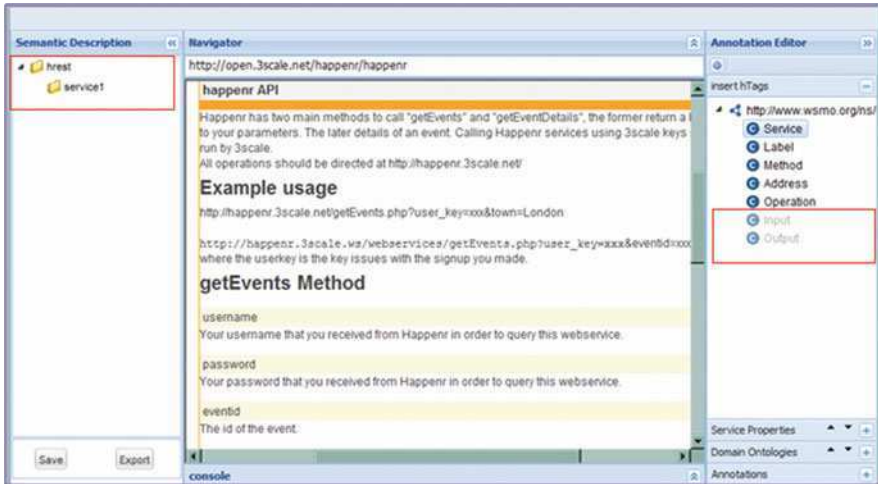 Semantic Description
hrest
service1
Save
Export
Navigator
http://open.3scale.net/happenr/happenr
happenr API
Happenr has two main methods to call "getEvents" and "getEventDetails", the former return a
to your parameters. The later details of an event. Calling Happenr services using 3scale keys
run by 3scale.
All operations should be directed at http://happenr.3scale.net/
Example usage
http://happenr.3scale.net/getEvents.php?user_key=xxx&town=London
http://happenr.3scale.ws/webservices/getEvents.php?user_key=xxx&eventid=xxx
where the userkey is the key issues with the signup you made.
getEvents Method
username
Your username that you received from Happenr in order to query this webservice.
password
Your password that you received from Happenr in order to query this webservice.
eventid
The id of the event.
console
Annotation Editor
insert hTags
http://www.wsmo.org/ns/
C Service
C Label
C Method
C Address
C Operation
C Input
C Output
Service Properties
Domain Ontologies
Annotations